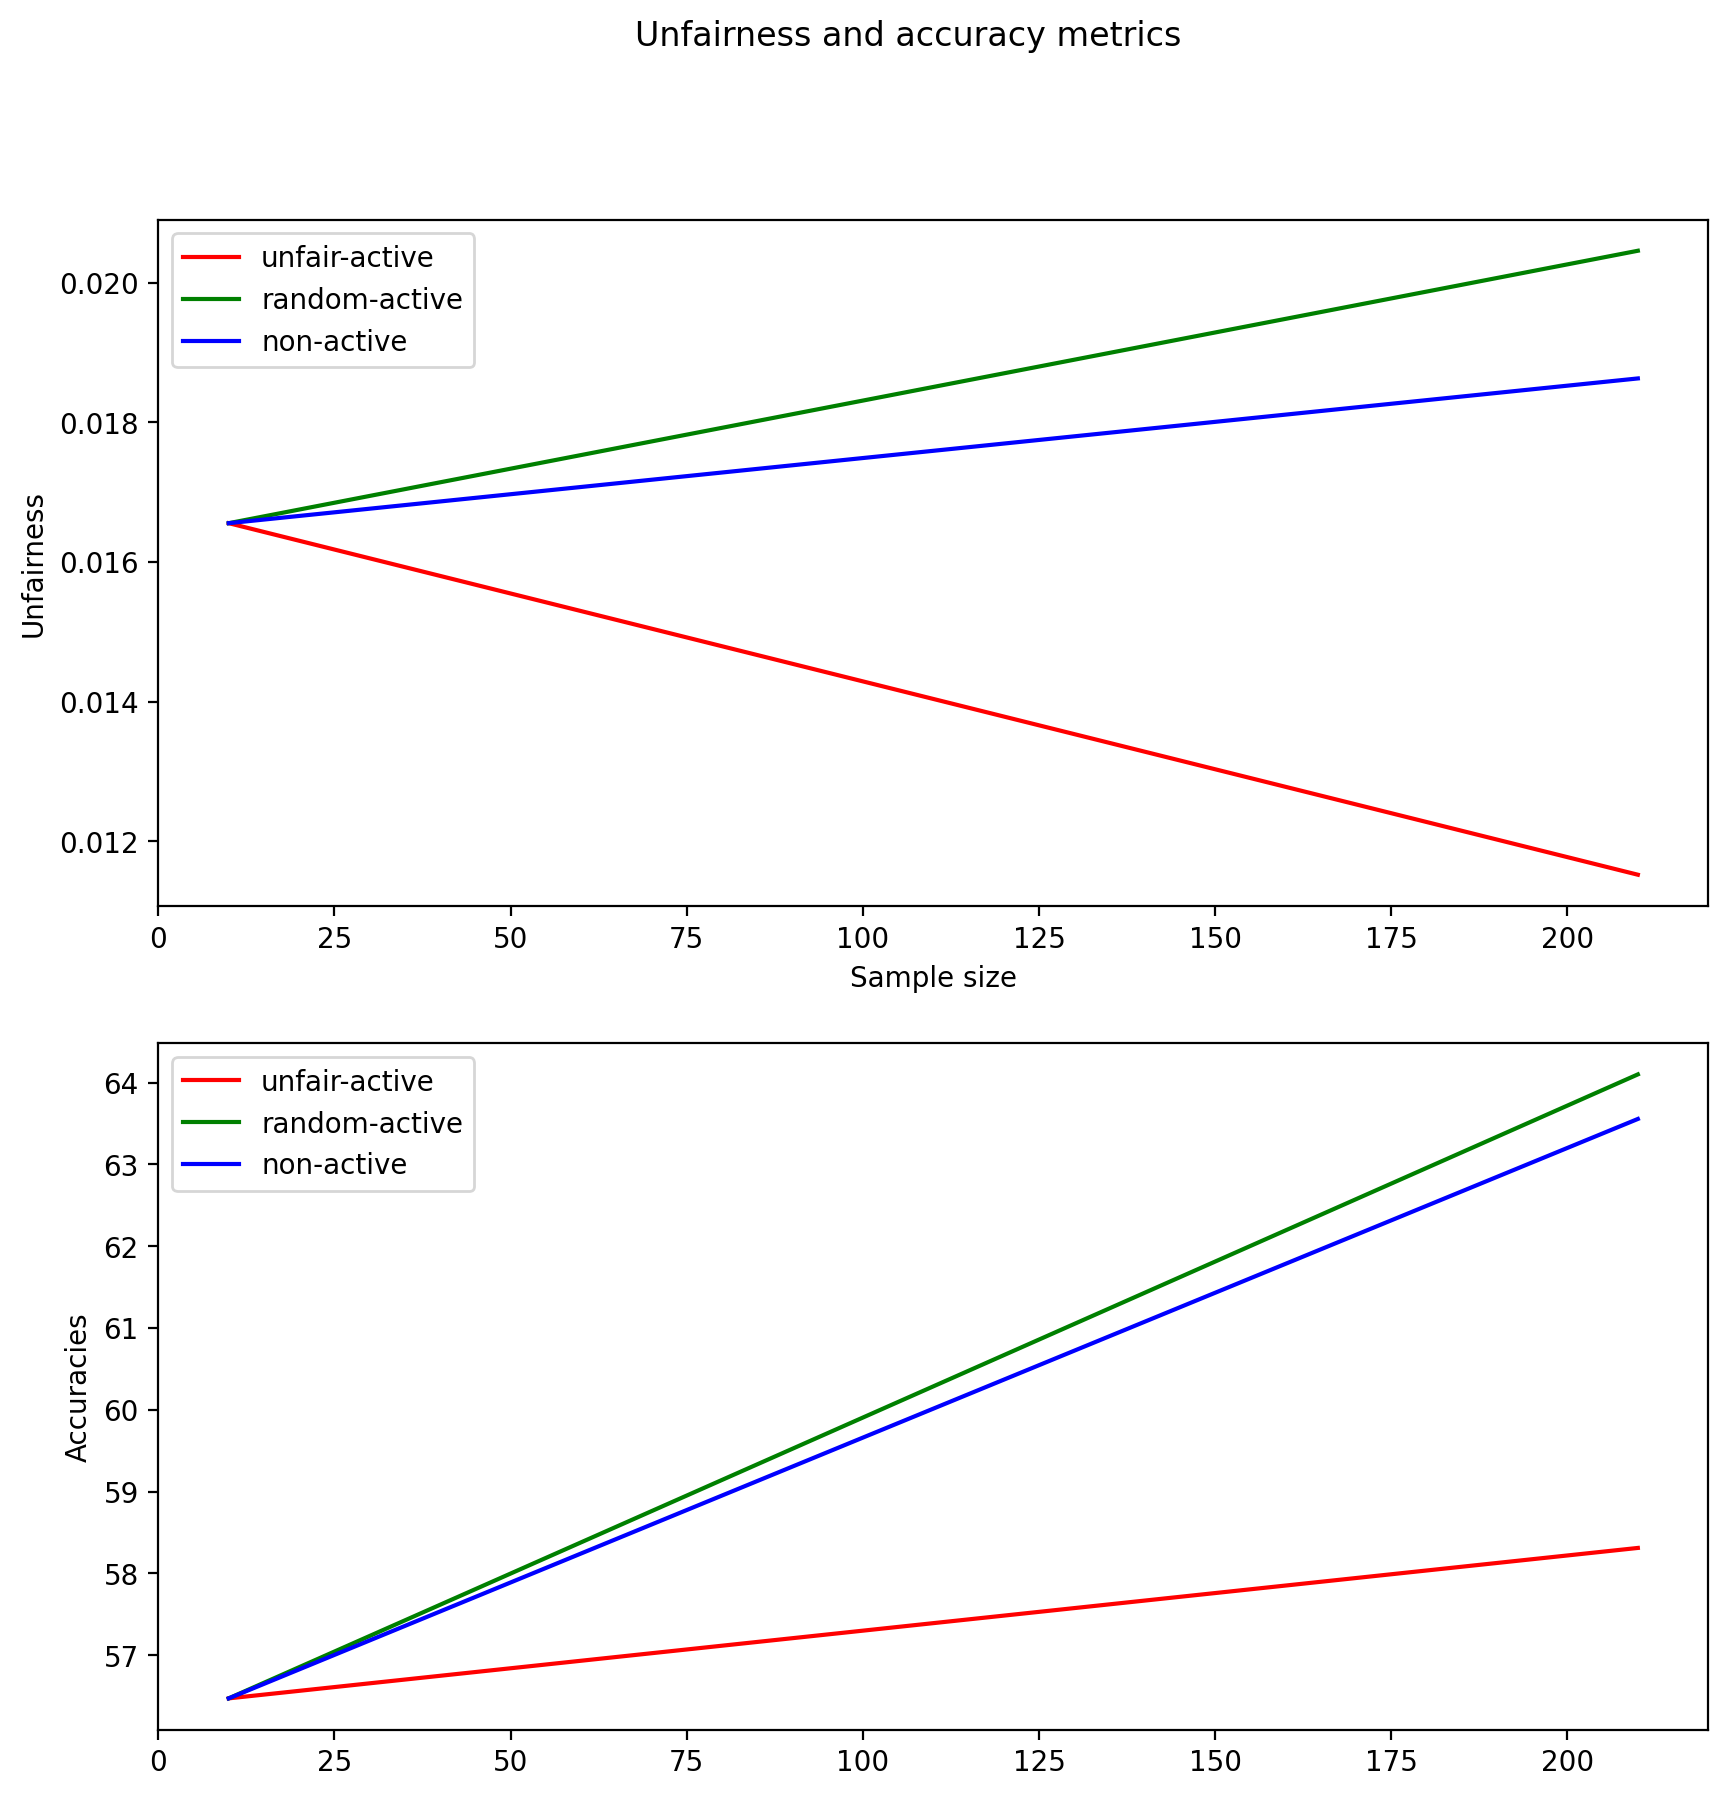 Unfairness and accuracy metrics
unfair-active
random-active
non-active
0.020
0.018
0.016
0.014
0.012
Unfairness
0 25 50 75 100 125 150 175 200
Sample size
unfair-active
random-active
non-active
64
63
62
61
60
59
58
57
Accuracies
0 25 50 75 100 125 150 175 200